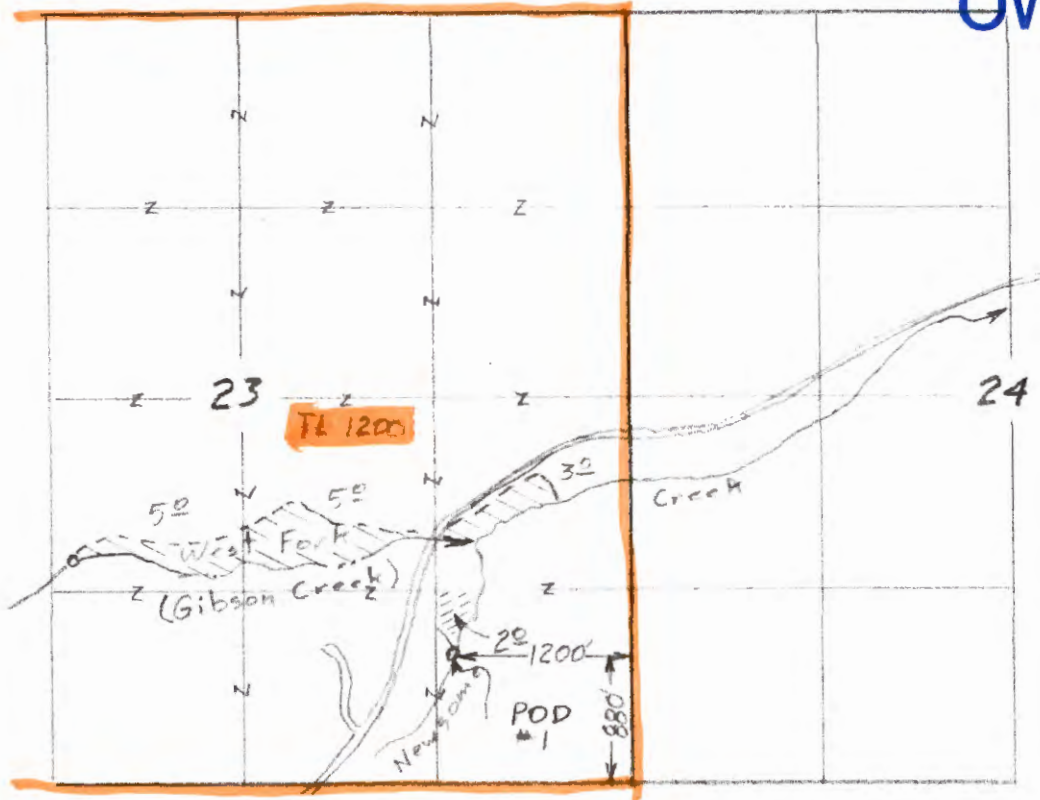 23
24
TL 1200
5º
5º
3º
West Fork
(Gibson Creek)
Creek
2º
1200'
880'
Newsome
POD
#1